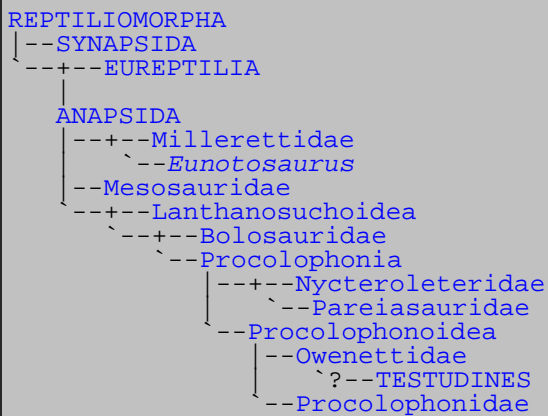 REPTILIOMORPHA
|--SYNAPSIDA
`--+--EUREPTILIA
   |
   ANAPSIDA
   |--+--Millerettidae
   |  `--Eunotosaurus
   |--Mesosauridae
   `--+--Lanthanosuchoidea
      `--+--Bolosauridae
         `--Procolophonia
            |--+--Nycteroleteridae
            |  `--Pareiasauridae
            `--Procolophonoidea
               |--Owenettidae
               |   `?--TESTUDINES
               `--Procolophonidae